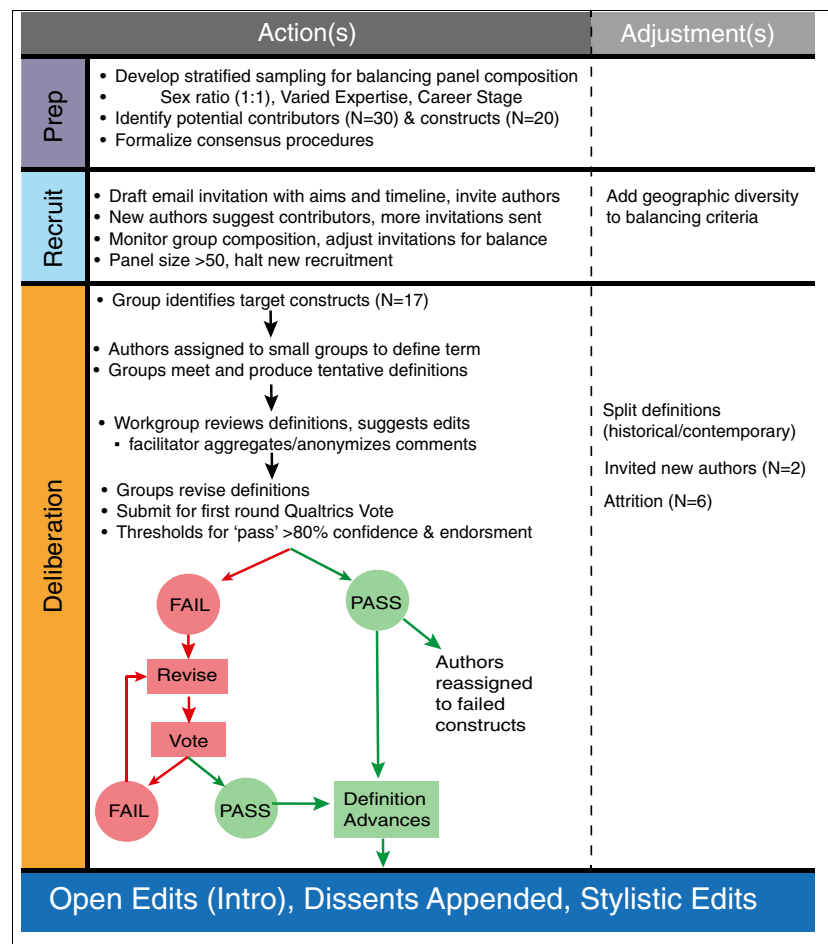 Action(s)
Adjustment(s)
Prep
• Develop stratified sampling for balancing panel composition
• Sex ratio (1:1), Varied Expertise, Career Stage
• Identify potential contributors (N=30) & constructs (N=20)
• Formalize consensus procedures
Recruit
• Draft email invitation with aims and timeline, invite authors
• New authors suggest contributors, more invitations sent
• Monitor group composition, adjust invitations for balance
• Panel size >50, halt new recruitment
Add geographic diversity
to balancing criteria
Deliberation
• Group identifies target constructs (N=17)
• Authors assigned to small groups to define term
• Groups meet and produce tentative definitions
• Workgroup reviews definitions, suggests edits
▪ facilitator aggregates/anonymizes comments
• Groups revise definitions
• Submit for first round Qualtrics Vote
• Thresholds for ‘pass’ >80% confidence & endorsment
Split definitions
(historical/contemporary)
Invited new authors (N=2)
Attrition (N=6)
FAIL
PASS
Revise
Authors
reassigned
to failed
constructs
Vote
FAIL
PASS
Definition
Advances
Open Edits (Intro), Dissents Appended, Stylistic Edits